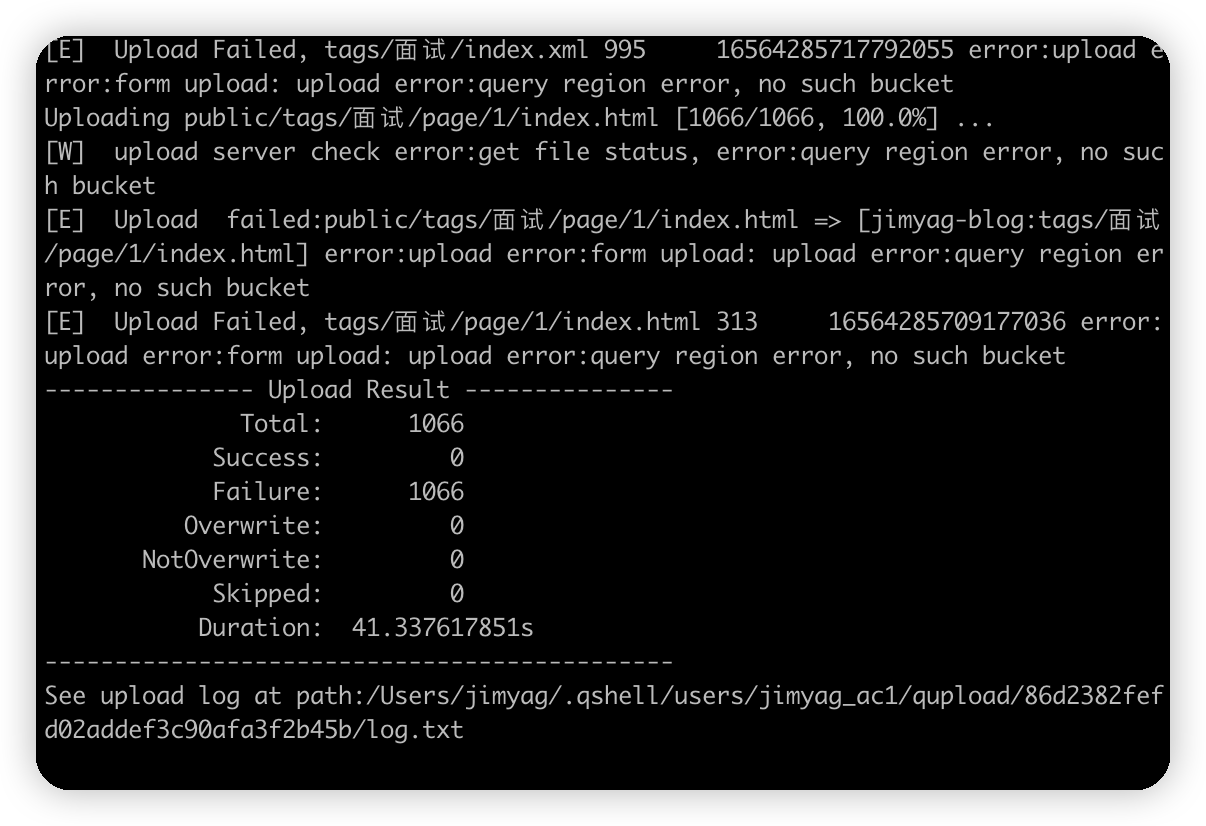 [E]  Upload Failed, tags/面试/index.xml 995     16564285717792055 error:upload e
rror:form upload: upload error:query region error, no such bucket
Uploading public/tags/面试/page/1/index.html [1066/1066, 100.0%] ...
[W]  upload server check error:get file status, error:query region error, no suc
h bucket
[E]  Upload  failed:public/tags/面试/page/1/index.html => [jimyag-blog:tags/面试
/page/1/index.html] error:upload error:form upload: upload error:query region er
ror, no such bucket
[E]  Upload Failed, tags/面试/page/1/index.html 313     16564285709177036 error:
upload error:form upload: upload error:query region error, no such bucket
--------------- Upload Result ---------------
              Total:      1066
            Success:         0
            Failure:      1066
          Overwrite:         0
       NotOverwrite:         0
            Skipped:         0
           Duration:  41.337617851s
---------------------------------------------
See upload log at path:/Users/jimyag/.qshell/users/jimyag_ac1/qupload/86d2382fef
d02addef3c90afa3f2b45b/log.txt